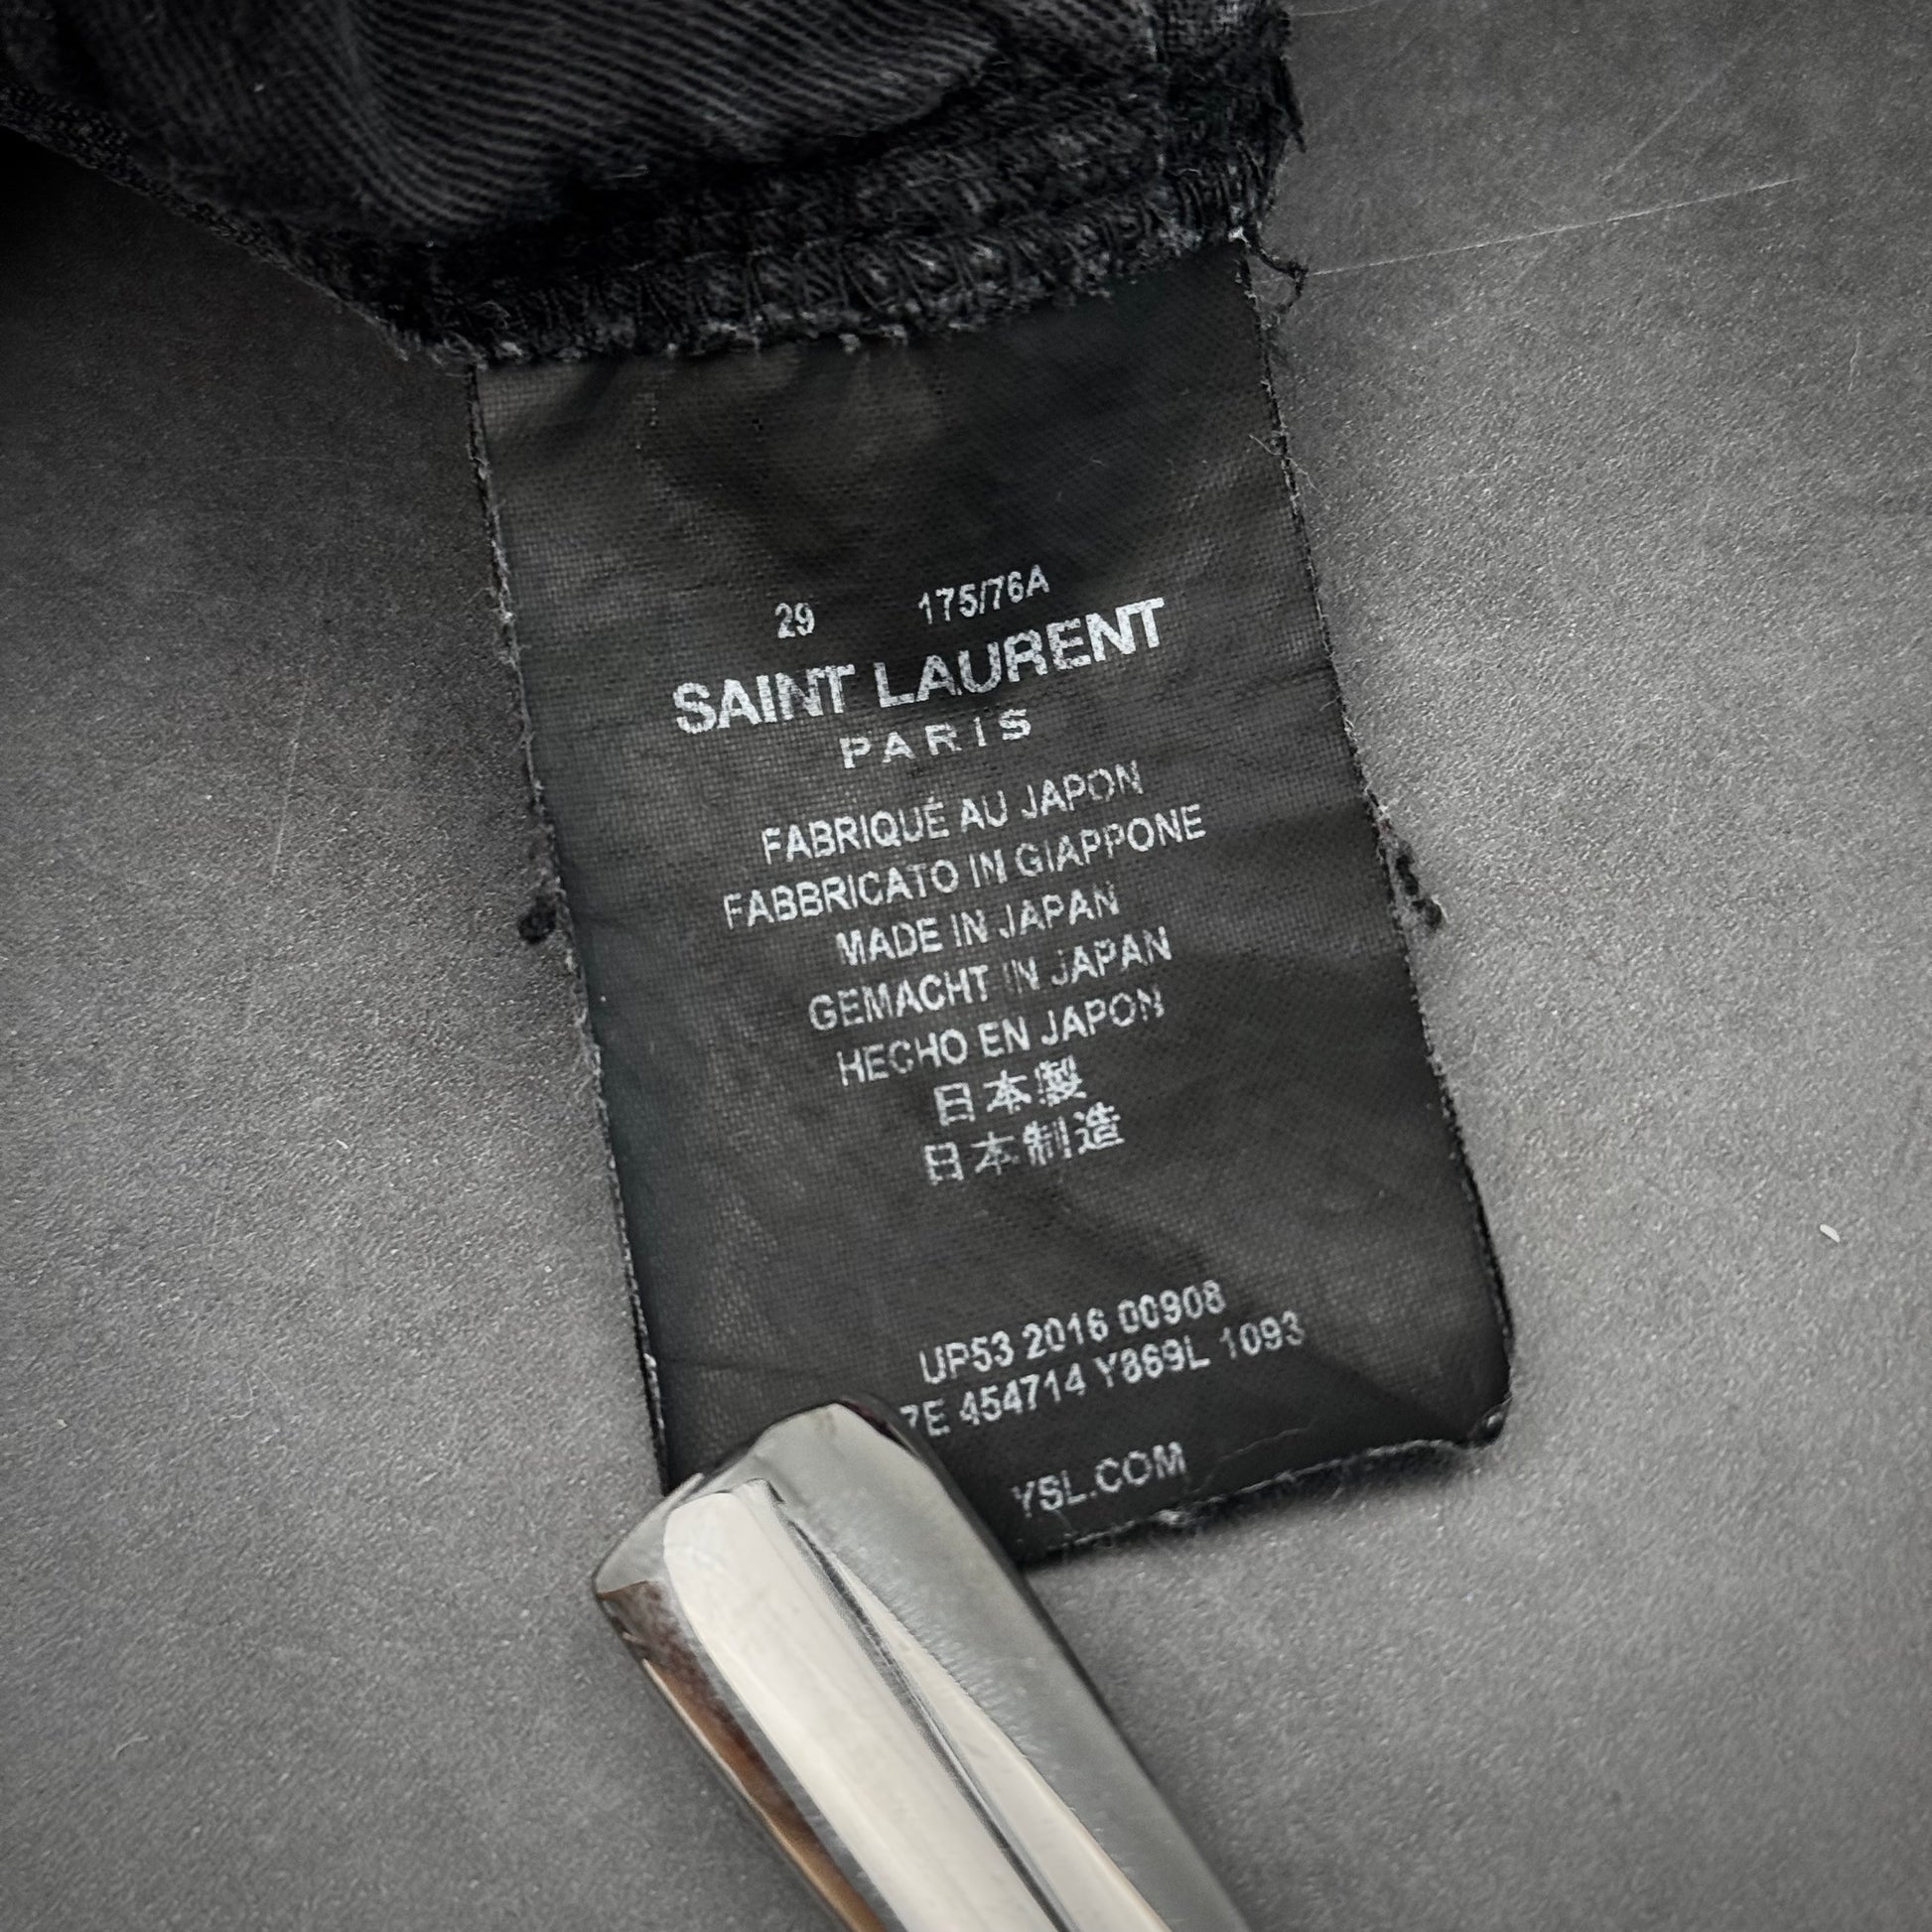 29 175/76A
SAINT LAURENT
PARIS
FABRIQUÉ AU JAPON
FABBRICATO IN GIAPPONE
MADE IN JAPAN
GEMACHT IN JAPAN
HECHO EN JAPON
日本製
日本制造
UP53 2016 00908
7E 454714 Y869L 1093
YSL.COM